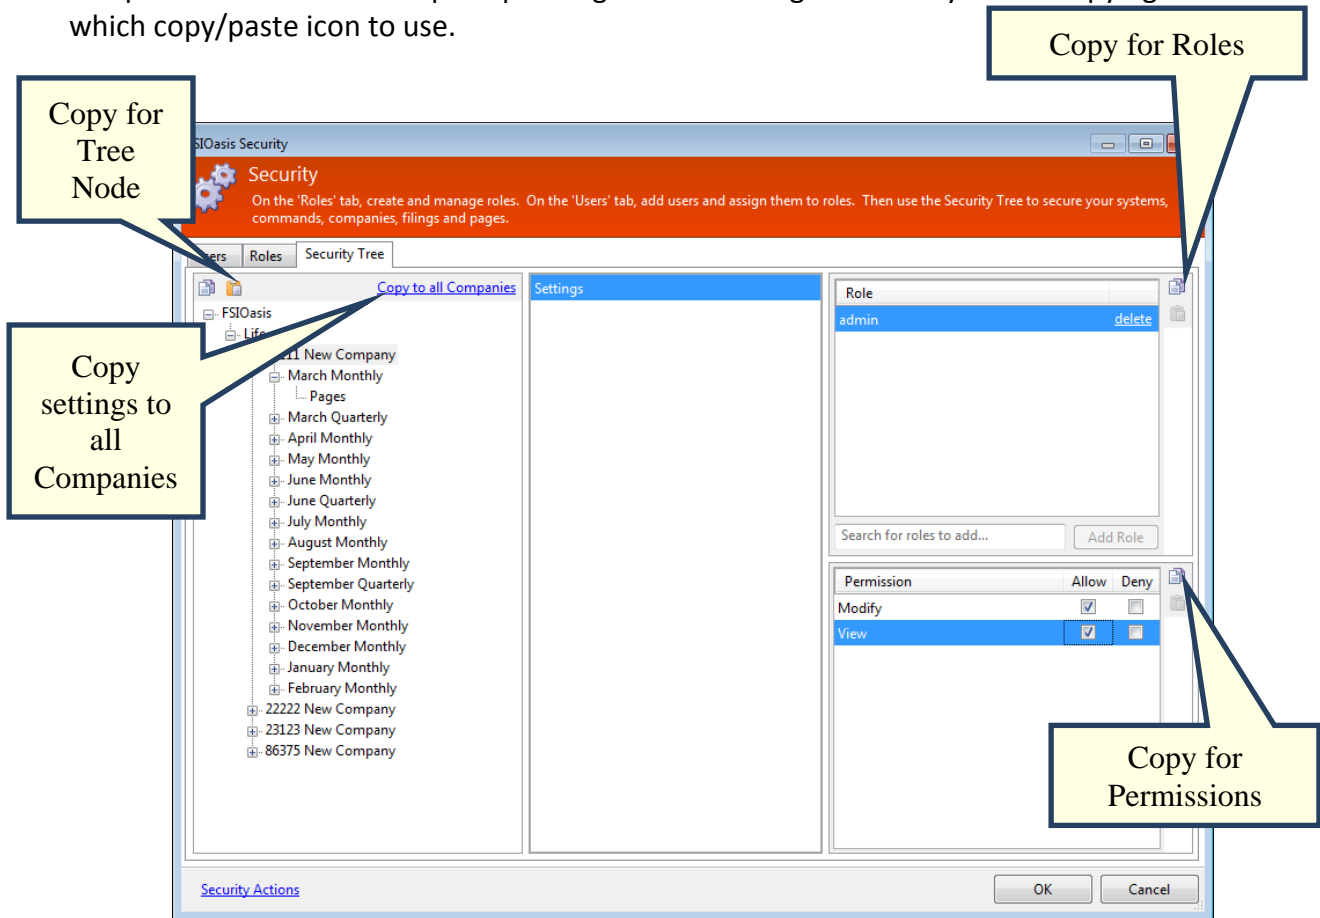 which copy/paste icon to use.
Copy for Roles
Copy for
Tree
Node
SIOasis Security
Security
On the 'Roles' tab, create and manage roles. On the 'Users' tab, add users and assign them to roles. Then use the Security Tree to secure your systems,
commands, companies, filings and pages.
Roles
Security Tree
Copy to all Companies
Settings
Role
admin
delete
FSIOasis
Copy
settings to
all
Companies
New Company
March Monthly
Pages
March Quarterly
April Monthly
May Monthly
June Monthly
June Quarterly
July Monthly
August Monthly
September Monthly
September Quarterly
October Monthly
November Monthly
December Monthly
January Monthly
February Monthly
22222 New Company
23123 New Company
86375 New Company
Search for roles to add...
Add Role
Permission
Allow
Deny
Modify
View
Copy for
Permissions
Security Actions
OK
Cancel